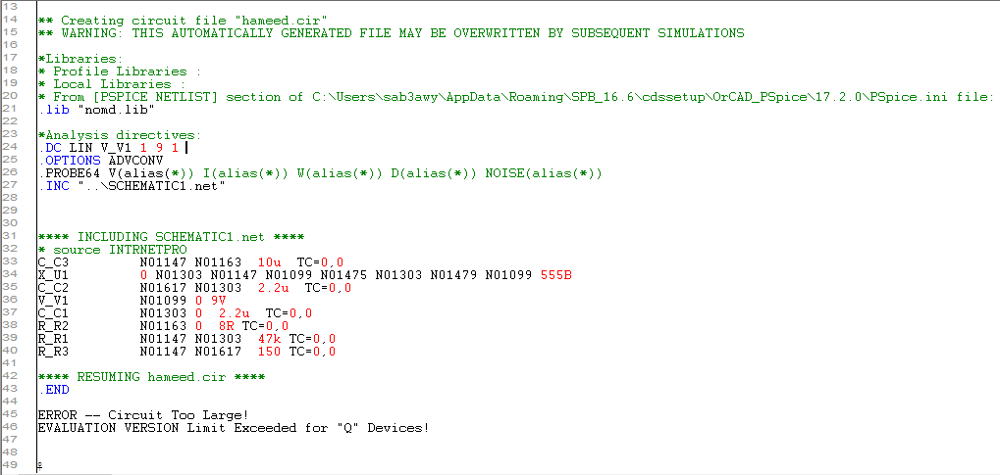 13
14 ** Creating circuit file "hameed.cir"
15 ** WARNING: THIS AUTOMATICALLY GENERATED FILE MAY BE OVERWRITTEN BY SUBSEQUENT SIMULATIONS
16
17 *Libraries:
18 * Profile Libraries :
19 * Local Libraries :
20 * From [PSPICE NETLIST] section of C:\Users\sab3awy\AppData\Roaming\SPB_16.6\cdssetup\OrCAD_PSpice\17.2.0\PSpice.ini file:
21 .lib "nomd.lib"
22
23 *Analysis directives:
24 .DC LIN V_V1 1 9 1
25 .OPTIONS ADVCONV
26 .PROBE64 V(alias(*)) I(alias(*)) W(alias(*)) D(alias(*)) NOISE(alias(*))
27 .INC "..\SCHEMATIC1.net"
28
29
30
31 **** INCLUDING SCHEMATIC1.net ****
32 * source INTRNETPRO
33 C_C3 N01147 N01163 10u TC=0,0
34 X_U1 0 N01303 N01147 N01099 N01475 N01303 N01479 N01099 555B
35 C_C2 N01617 N01303 2.2u TC=0,0
36 V_V1 N01099 0 9V
37 C_C1 N01303 0 2.2u TC=0,0
38 R_R2 N01163 0 8R TC=0,0
39 R_R1 N01147 N01303 47k TC=0,0
40 R_R3 N01147 N01617 150 TC=0,0
41
42 **** RESUMING hameed.cir ****
43 .END
44
45 ERROR -- Circuit Too Large!
46 EVALUATION VERSION Limit Exceeded for "Q" Devices!
47
48
49